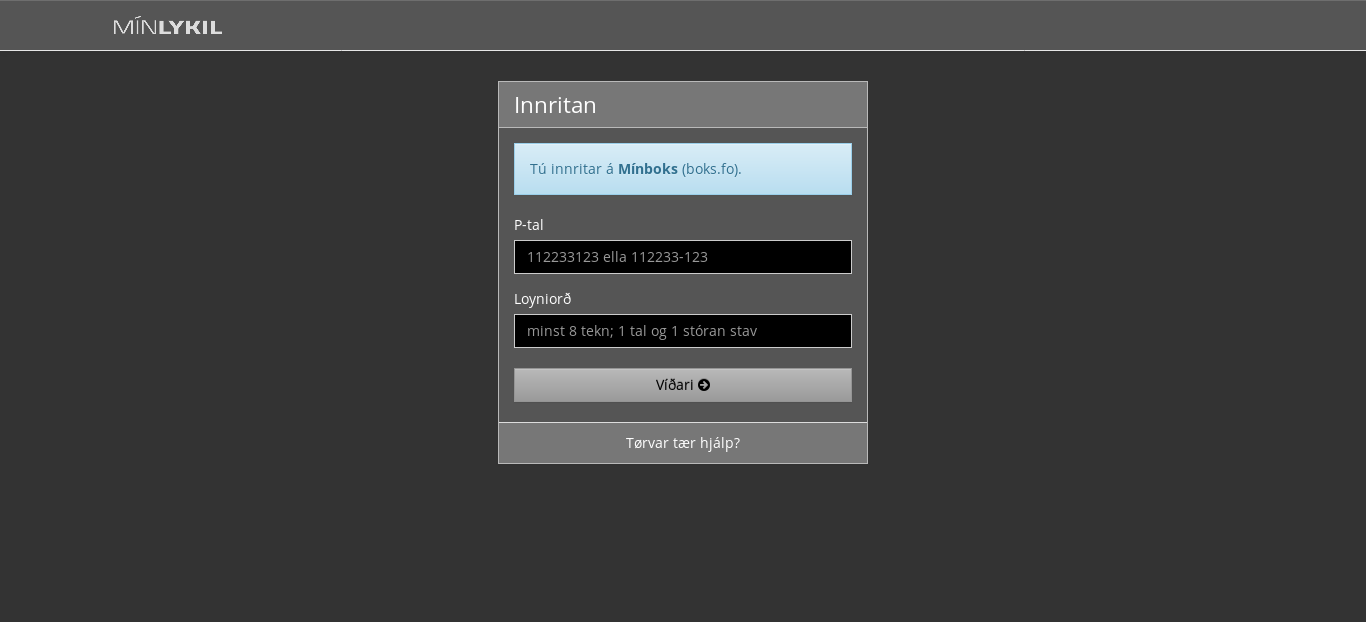 MÍNLYKIL
Innritan
Tú innritar á Mínboks (boks.fo).
P-tal
112233123 ella 112233-123
Loyniorð
minst 8 tekn; 1 tal og 1 stóran stav
Víðari
Tørvar tær hjálp?